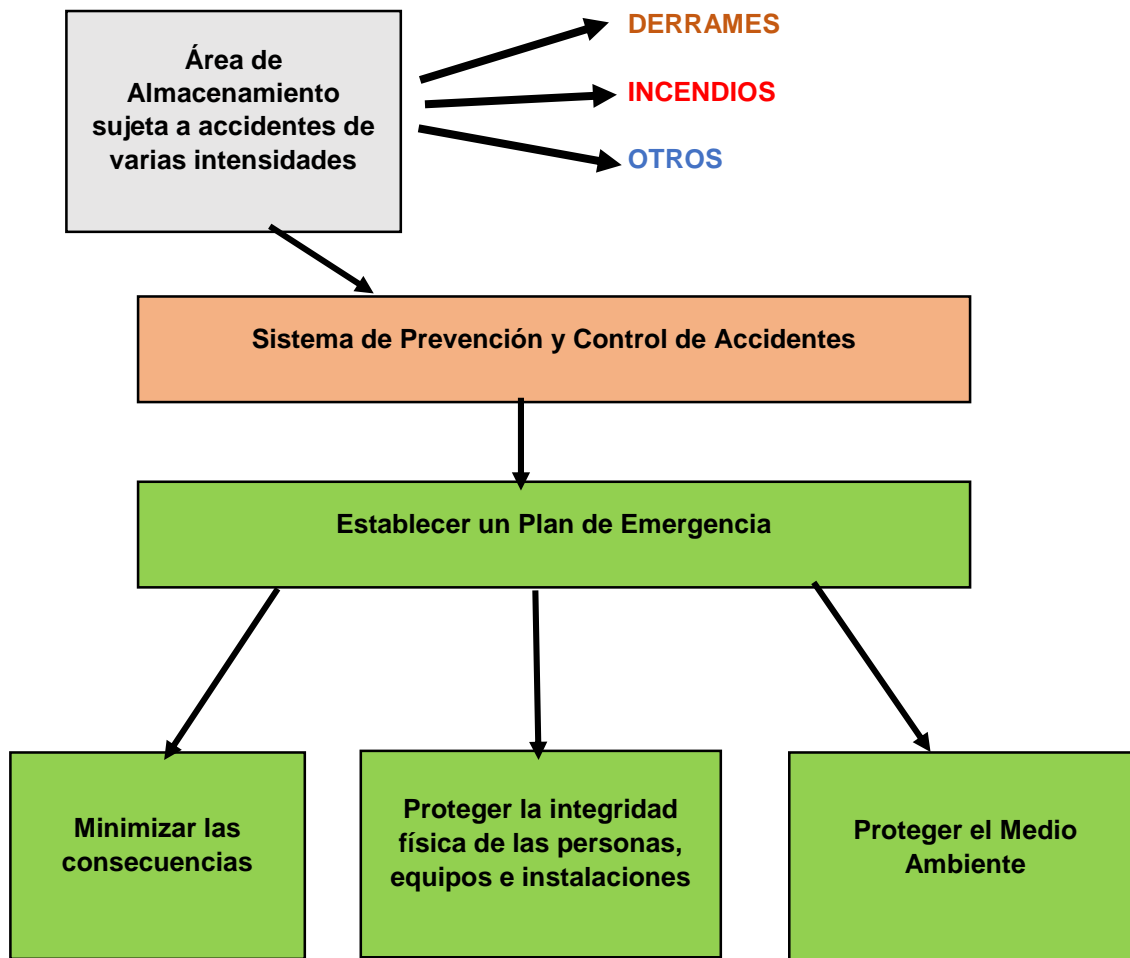 Área de
Almacenamiento
sujeta a accidentes de
varias intensidades
DERRAMES
INCENDIOS
OTROS
Sistema de Prevención y Control de Accidentes
Establecer un Plan de Emergencia
Minimizar las
consecuencias
Proteger la integridad
física de las personas,
equipos e instalaciones
Proteger el Medio
Ambiente